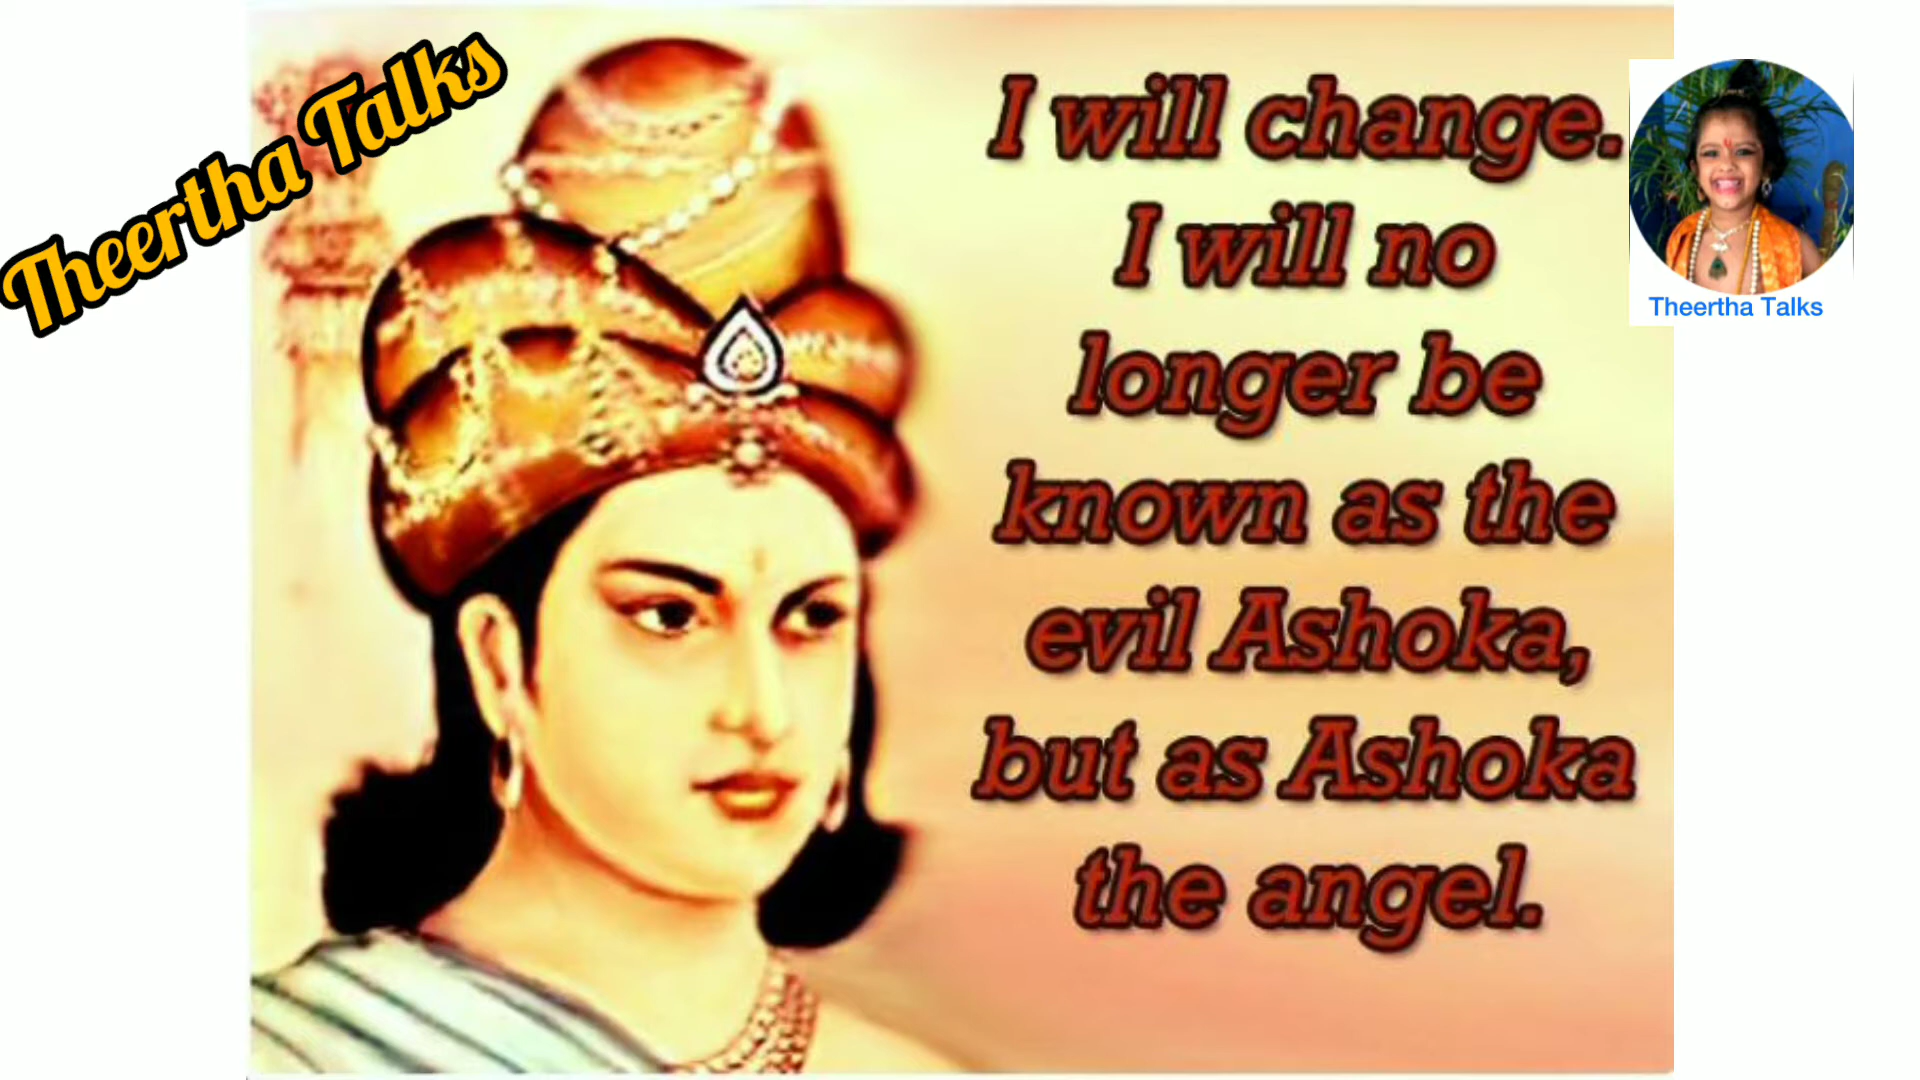 Theertha Talks
I will change.
I will no
longer be
known as the
evil Ashoka,
but as Ashoka
the angel.
Theertha Talks